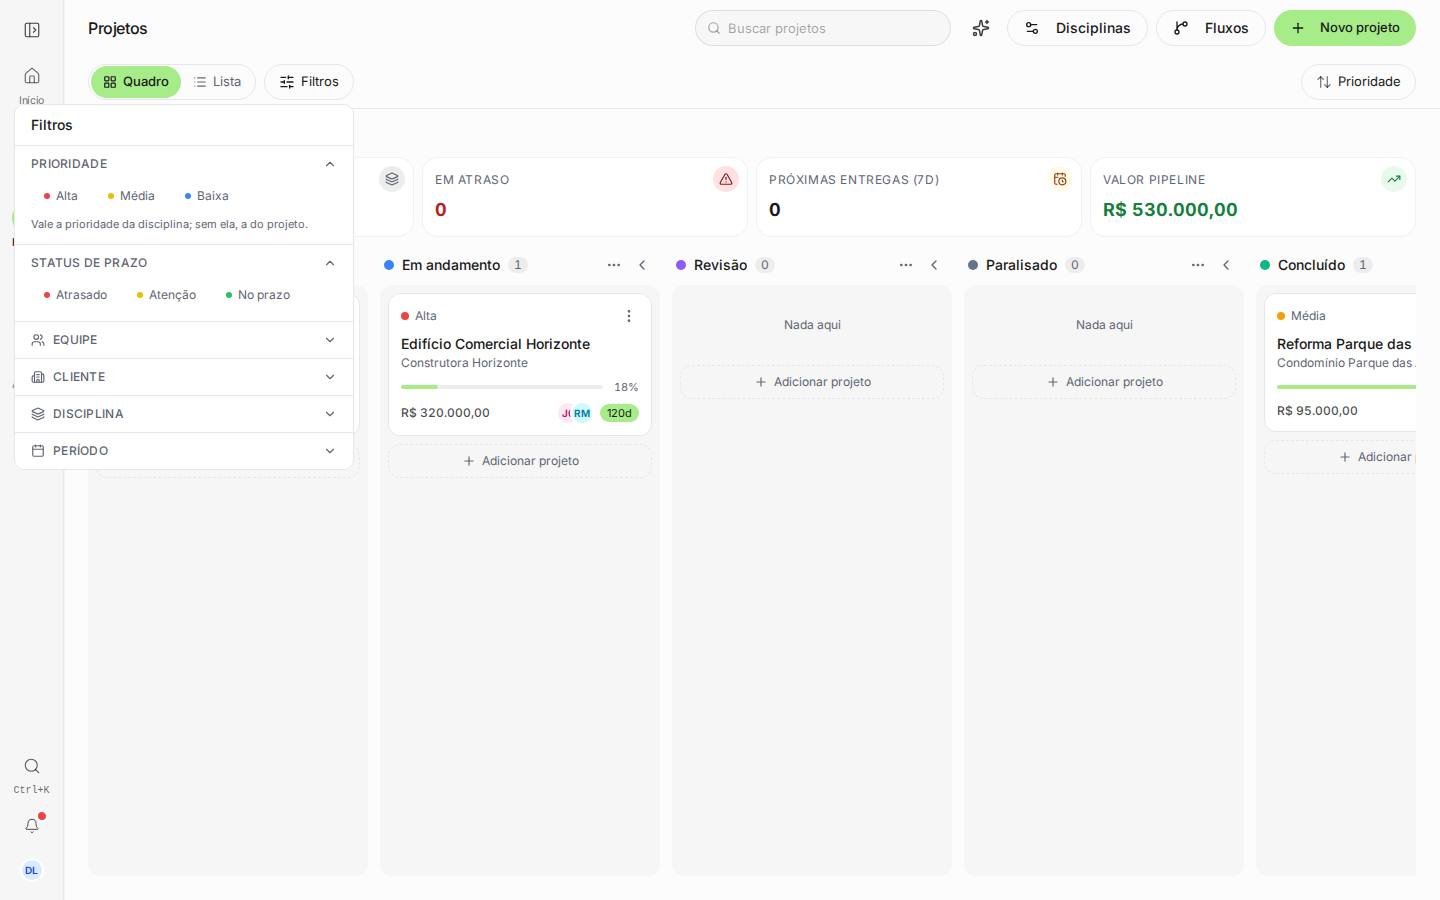 Projetos
Buscar projetos
Disciplinas
Fluxos
Novo projeto
Início
Quadro
Lista
Filtros
Prioridade
Filtros
PRIORIDADE
Alta
Média
Baixa
Vale a prioridade da disciplina; sem ela, a do projeto.
STATUS DE PRAZO
Atrasado
Atenção
No prazo
EQUIPE
CLIENTE
DISCIPLINA
PERÍODO
EM ATRASO
0
PRÓXIMAS ENTREGAS (7D)
0
VALOR PIPELINE
R$ 530.000,00
Em andamento 1
Alta
Edifício Comercial Horizonte
Construtora Horizonte
18%
R$ 320.000,00
RM
120d
Adicionar projeto
Revisão 0
Nada aqui
Adicionar projeto
Paralisado 0
Nada aqui
Adicionar projeto
Concluído 1
Média
Reforma Parque das
Condomínio Parque das
R$ 95.000,00
Adicionar
Ctrl+K
DL